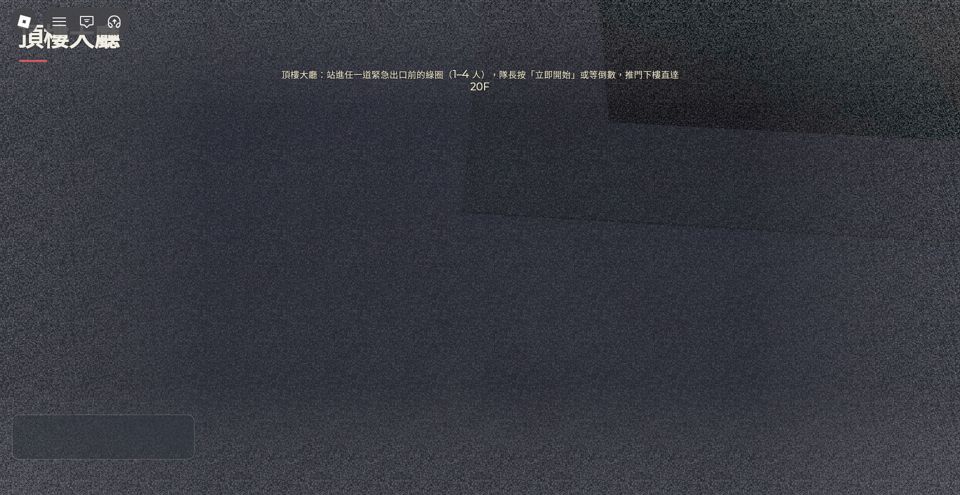 頂樓大廳
頂樓大廳：站進任一道緊急出口前的綠圈（1–4 人），隊長按「立即開始」或等倒數，推門下樓直達
20F